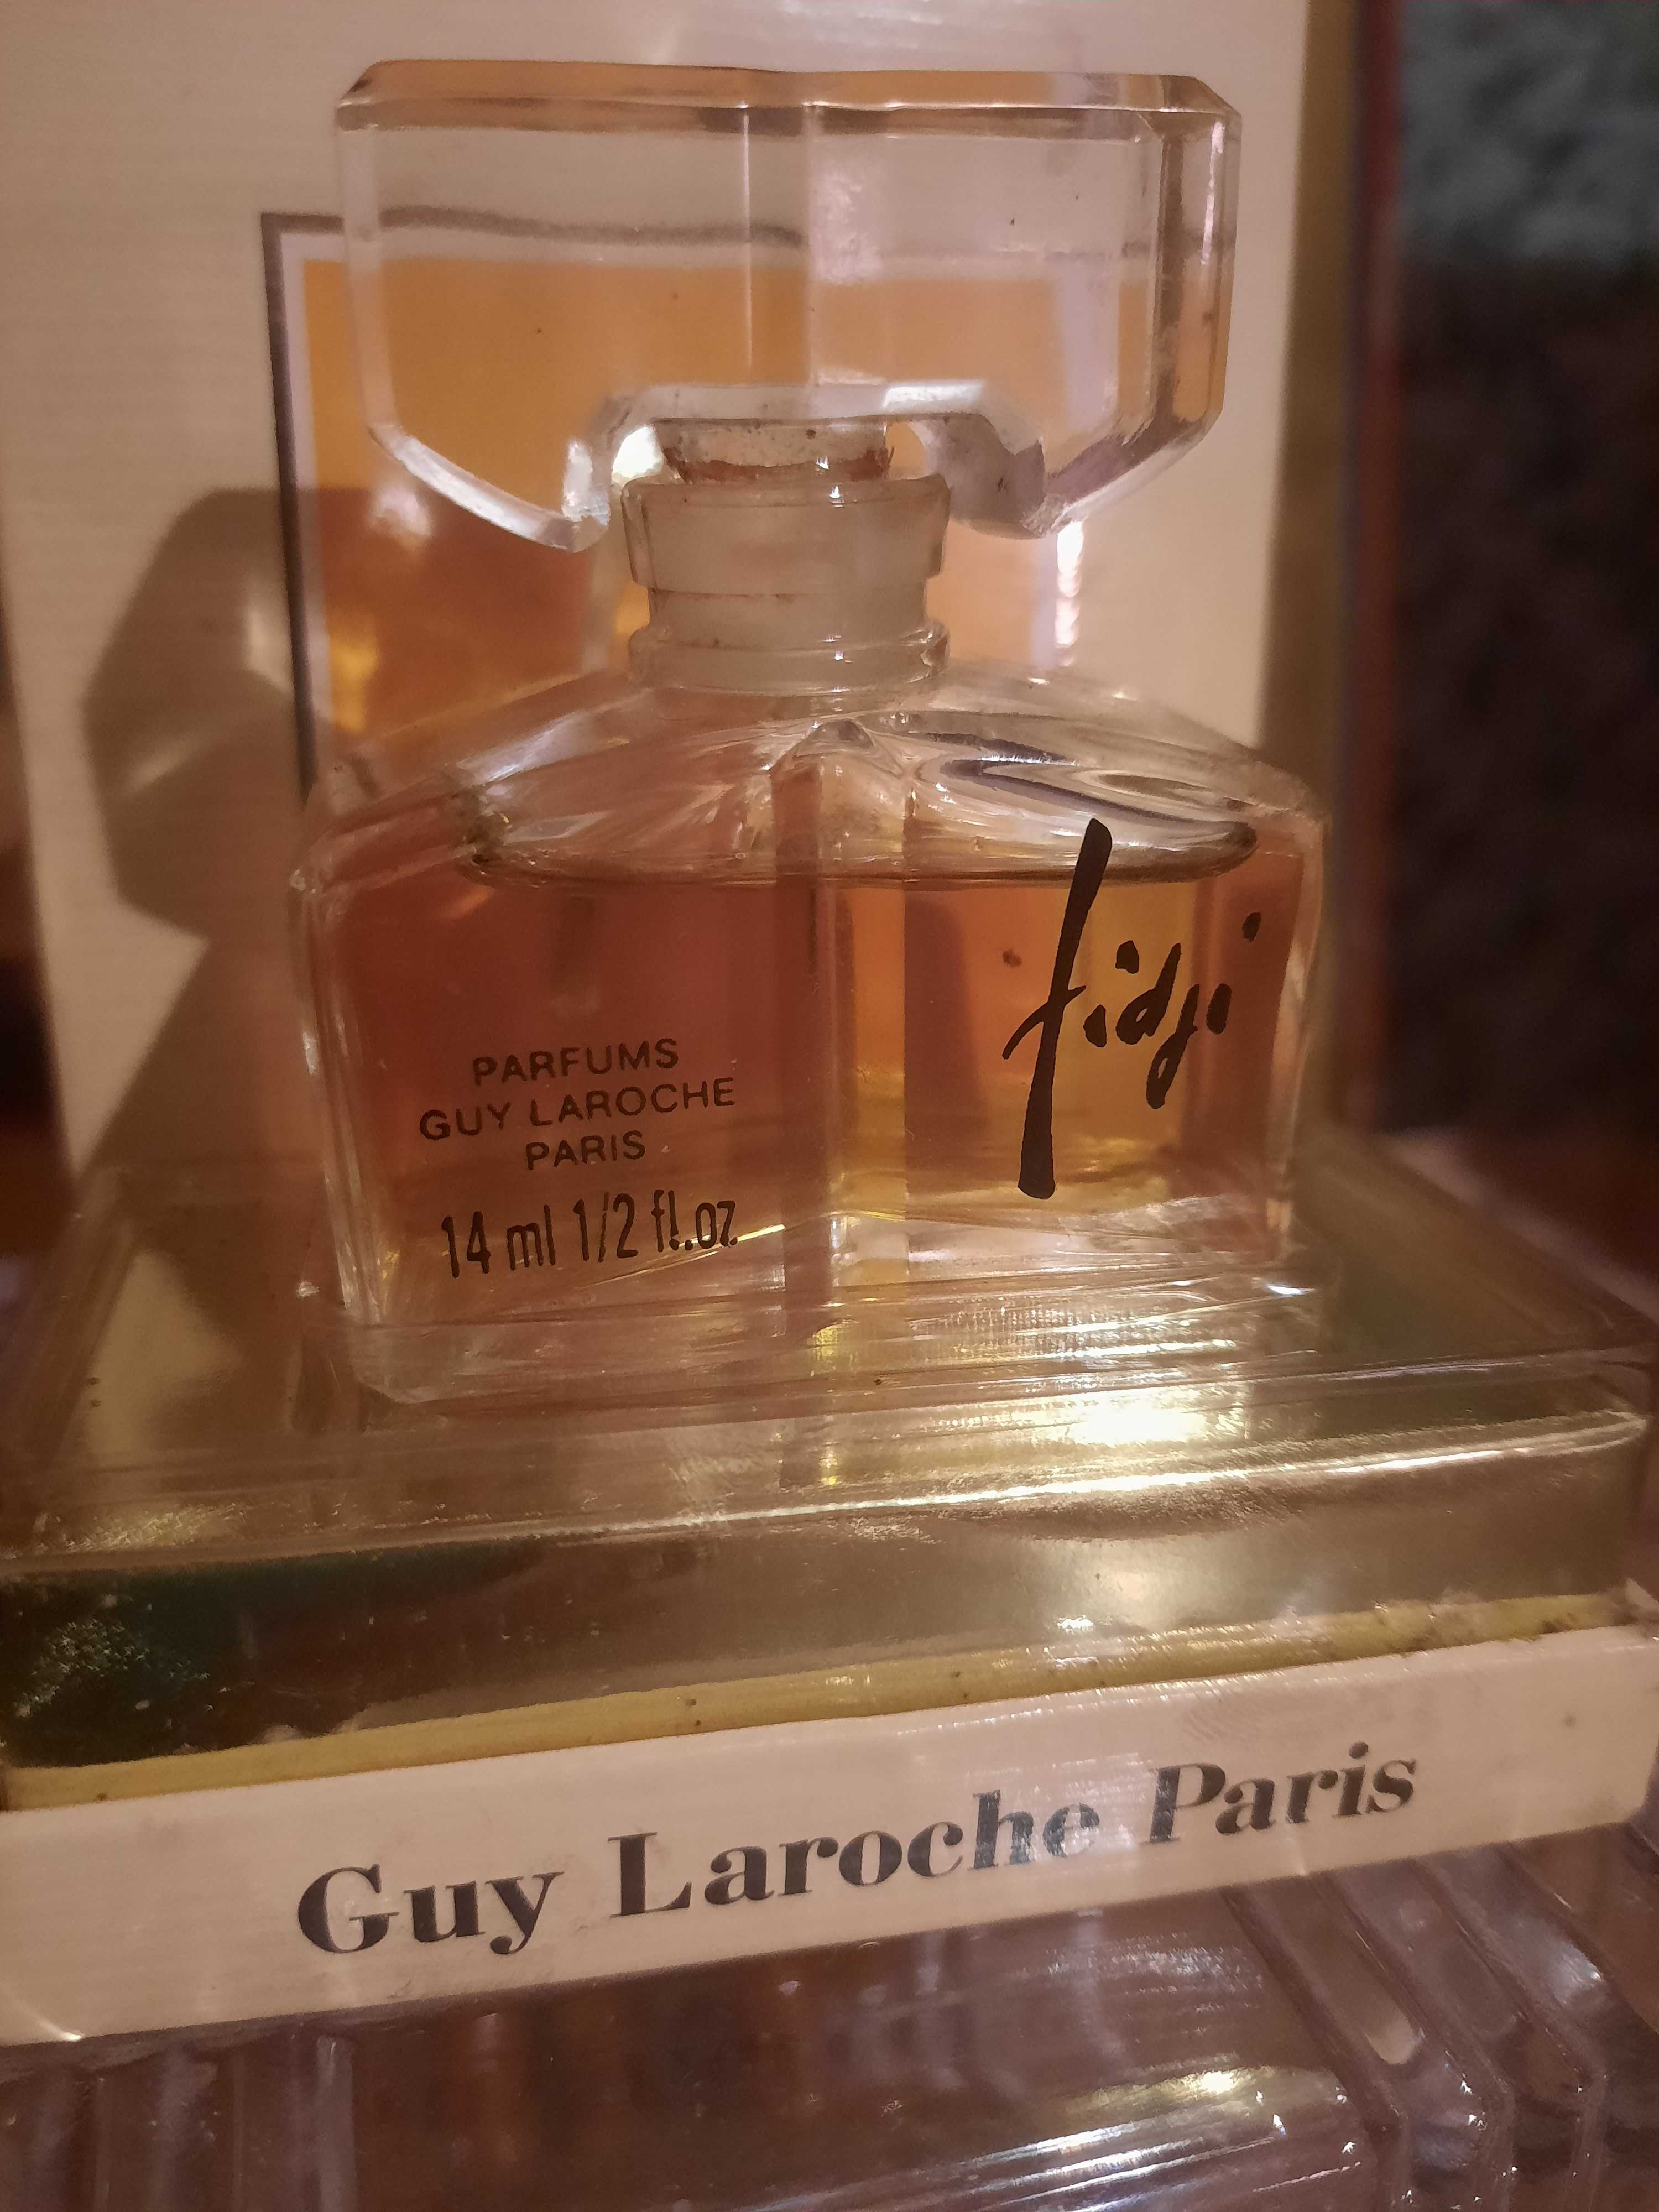 fidji
PARFUMS
GUY LAROCHE
PARIS
14 ml 1/2 fl.oz.
Guy Laroche Paris